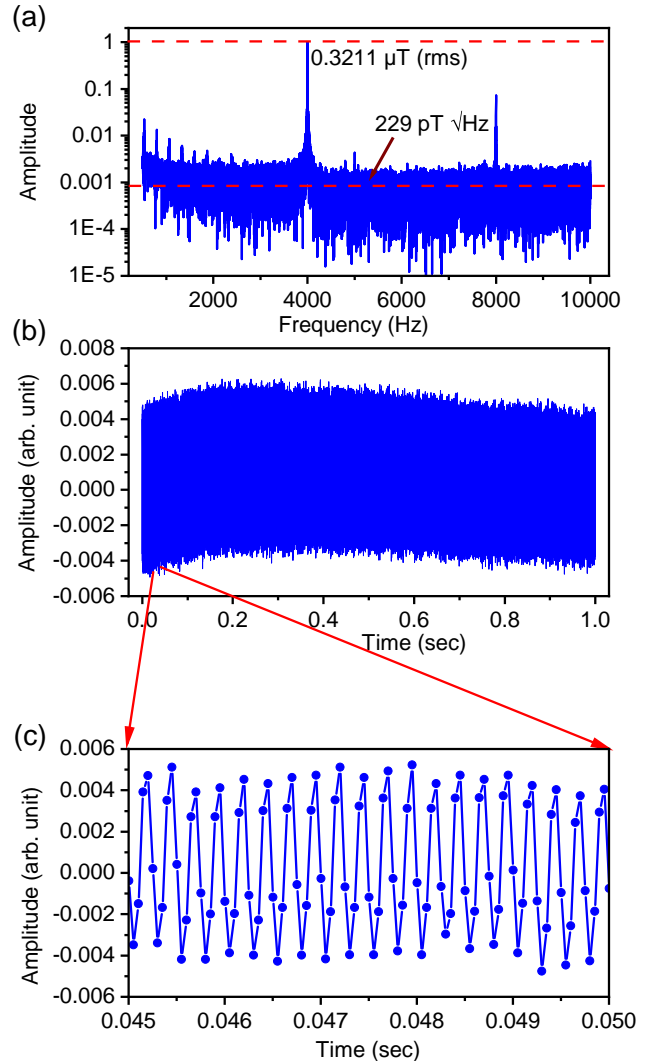 (a)
1
0.3211 µT (rms)
0.1
229 pT √Hz
0.01
0.001
1E-4
1E-5
Amplitude
2000 4000 6000 8000 10000
Frequency (Hz)
(b)
0.008
0.006
0.004
0.002
0.000
-0.002
-0.004
-0.006
Amplitude (arb. unit)
0.0 0.2 0.4 0.6 0.8 1.0
Time (sec)
(c)
0.006
0.004
0.002
0.000
-0.002
-0.004
-0.006
Amplitude (arb. unit)
0.045 0.046 0.047 0.048 0.049 0.050
Time (sec)